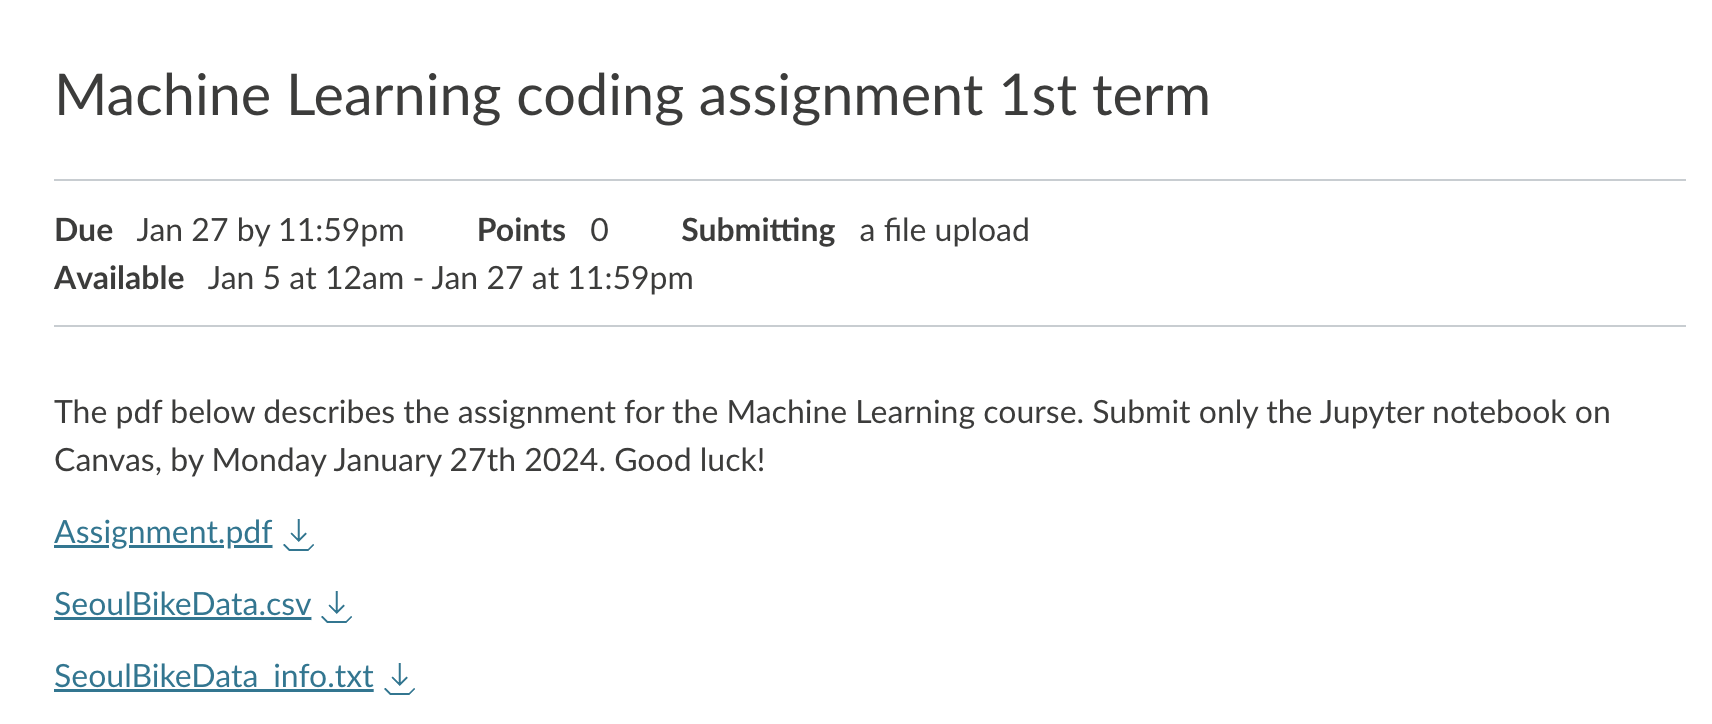 Machine Learning coding assignment 1st term
Due Jan 27 by 11:59pm Points 0 Submitting a file upload
Available Jan 5 at 12am - Jan 27 at 11:59pm
The pdf below describes the assignment for the Machine Learning course. Submit only the Jupyter notebook on
Canvas, by Monday January 27th 2024. Good luck!
Assignment.pdf
SeoulBikeData.csv
SeoulBikeData_info.txt